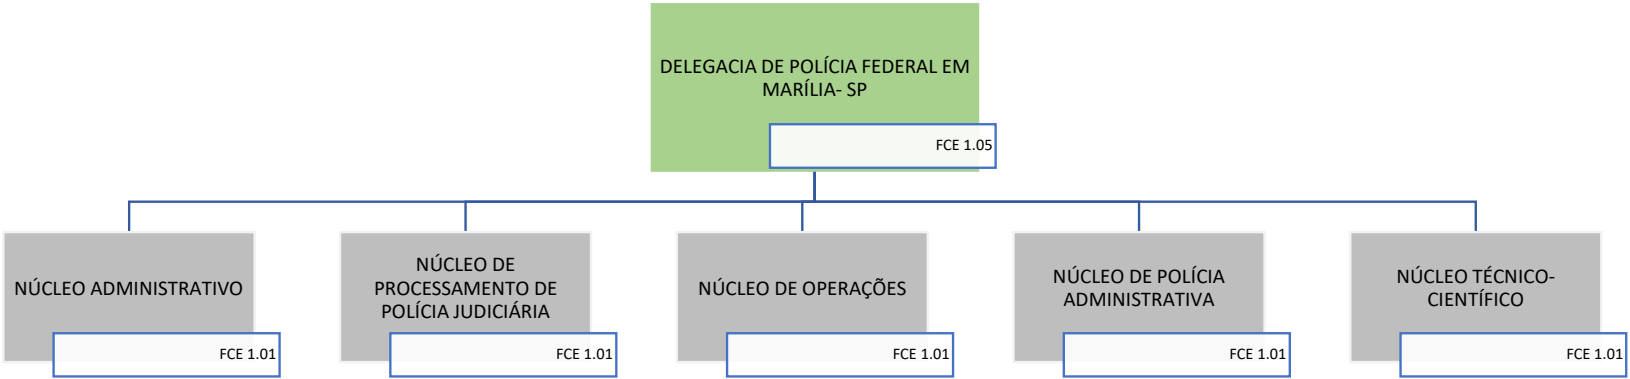 DELEGACIA DE POLÍCIA FEDERAL EM
MARÍLIA- SP
FCE 1.05
NÚCLEO ADMINISTRATIVO
FCE 1.01
NÚCLEO DE
PROCESSAMENTO DE
POLÍCIA JUDICIÁRIA
FCE 1.01
NÚCLEO DE OPERAÇÕES
FCE 1.01
NÚCLEO DE POLÍCIA
ADMINISTRATIVA
FCE 1.01
NÚCLEO TÉCNICO-
CIENTÍFICO
FCE 1.01